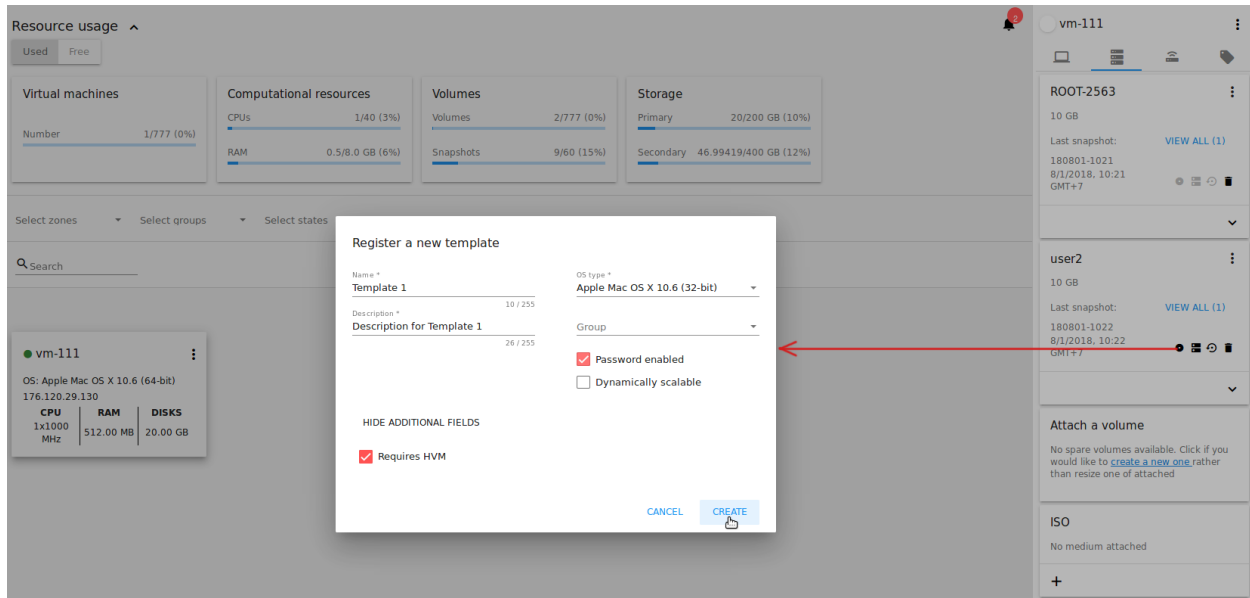 Resource usage
2
Used Free
Virtual machines
Number 1/777 (0%)
Computational resources
CPUs 1/40 (3%)
RAM 0.5/8.0 GB (6%)
Volumes
Volumes 2/777 (0%)
Snapshots 9/60 (15%)
Storage
Primary 20/200 GB (10%)
Secondary 46.99419/400 GB (12%)
Select zones Select groups Select states
Search
vm-111
OS: Apple Mac OS X 10.6 (64-bit)
176.120.29.130
CPU RAM DISKS
1x1000 MHz 512.00 MB 20.00 GB
Register a new template
Name *
Template 1
10 / 255
Description *
Description for Template 1
26 / 255
OS type *
Apple Mac OS X 10.6 (32-bit)
Group
Password enabled
Dynamically scalable
HIDE ADDITIONAL FIELDS
Requires HVM
CANCEL CREATE
vm-111
ROOT-2563
10 GB
Last snapshot: VIEW ALL (1)
180801-1021
8/1/2018, 10:21
GMT+7
user2
10 GB
Last snapshot: VIEW ALL (1)
180801-1022
8/1/2018, 10:22
GMT+7
Attach a volume
No spare volumes available. Click if you
would like to create a new one rather
than resize one of attached
ISO
No medium attached
+